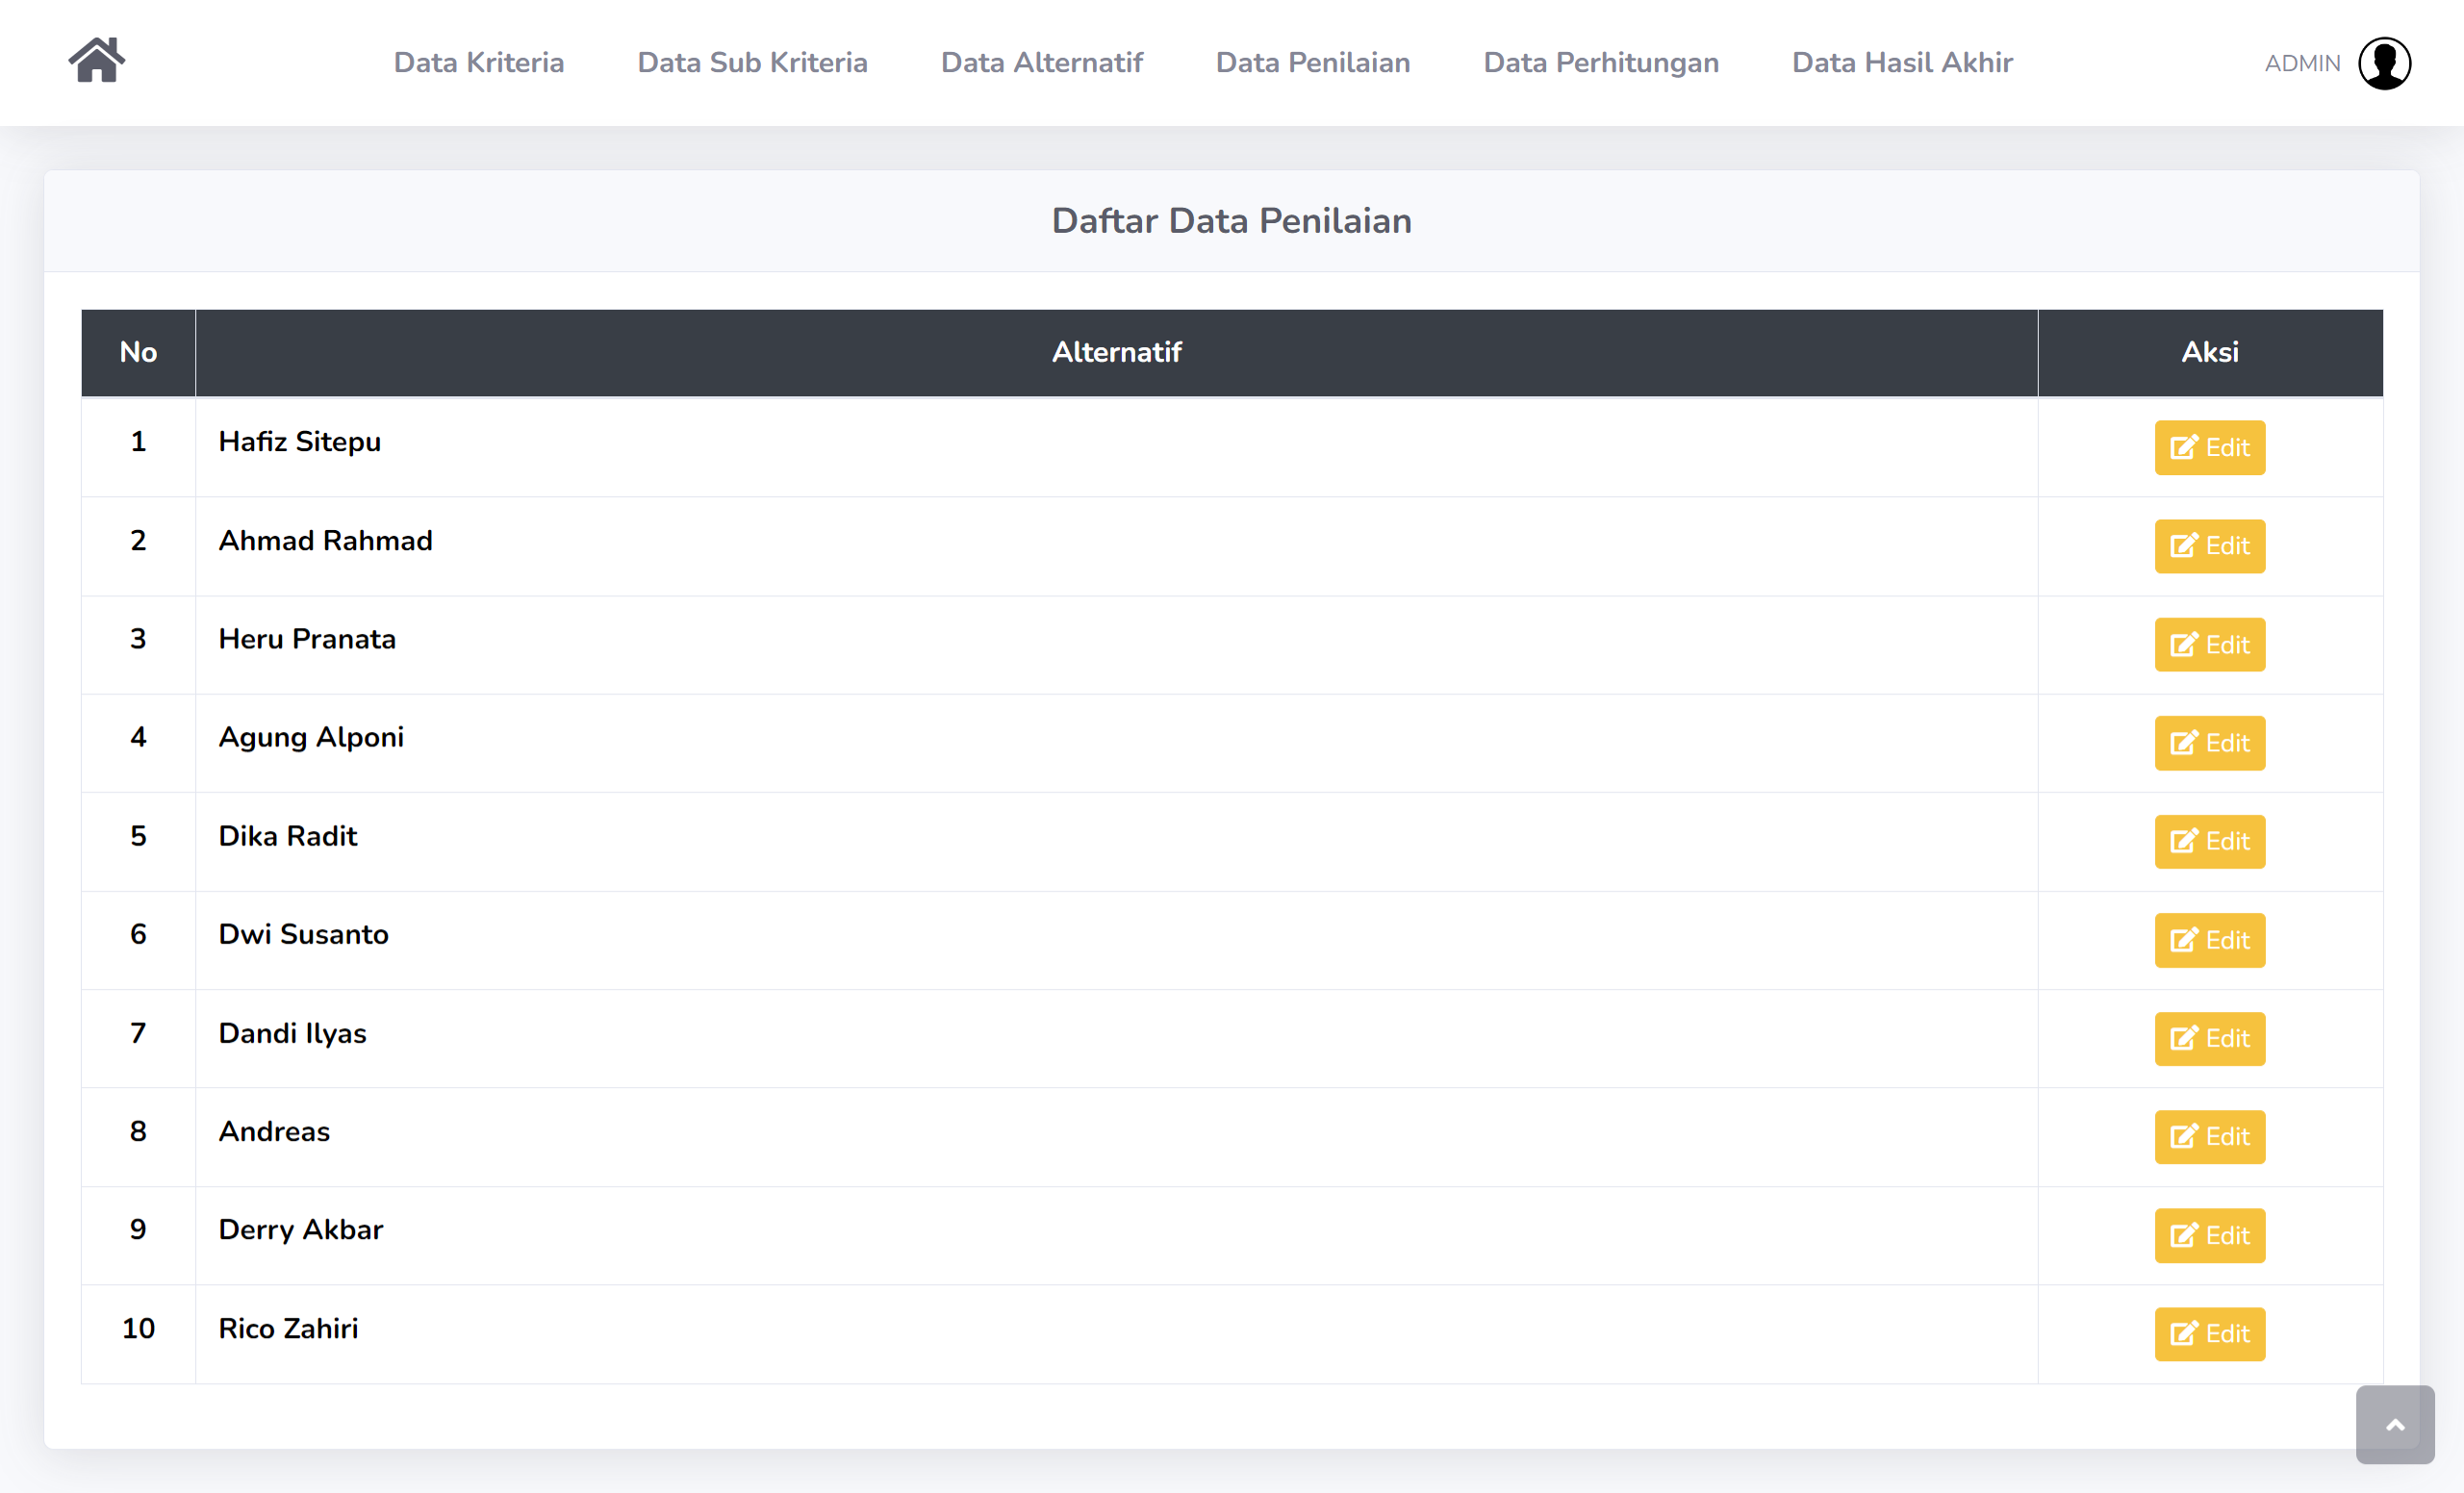 Data Kriteria Data Sub Kriteria Data Alternatif Data Penilaian Data Perhitungan Data Hasil Akhir ADMIN
Daftar Data Penilaian
No Alternatif Aksi
1 Hafiz Sitepu Edit
2 Ahmad Rahmad Edit
3 Heru Pranata Edit
4 Agung Alponi Edit
5 Dika Radit Edit
6 Dwi Susanto Edit
7 Dandi Ilyas Edit
8 Andreas Edit
9 Derry Akbar Edit
10 Rico Zahiri Edit